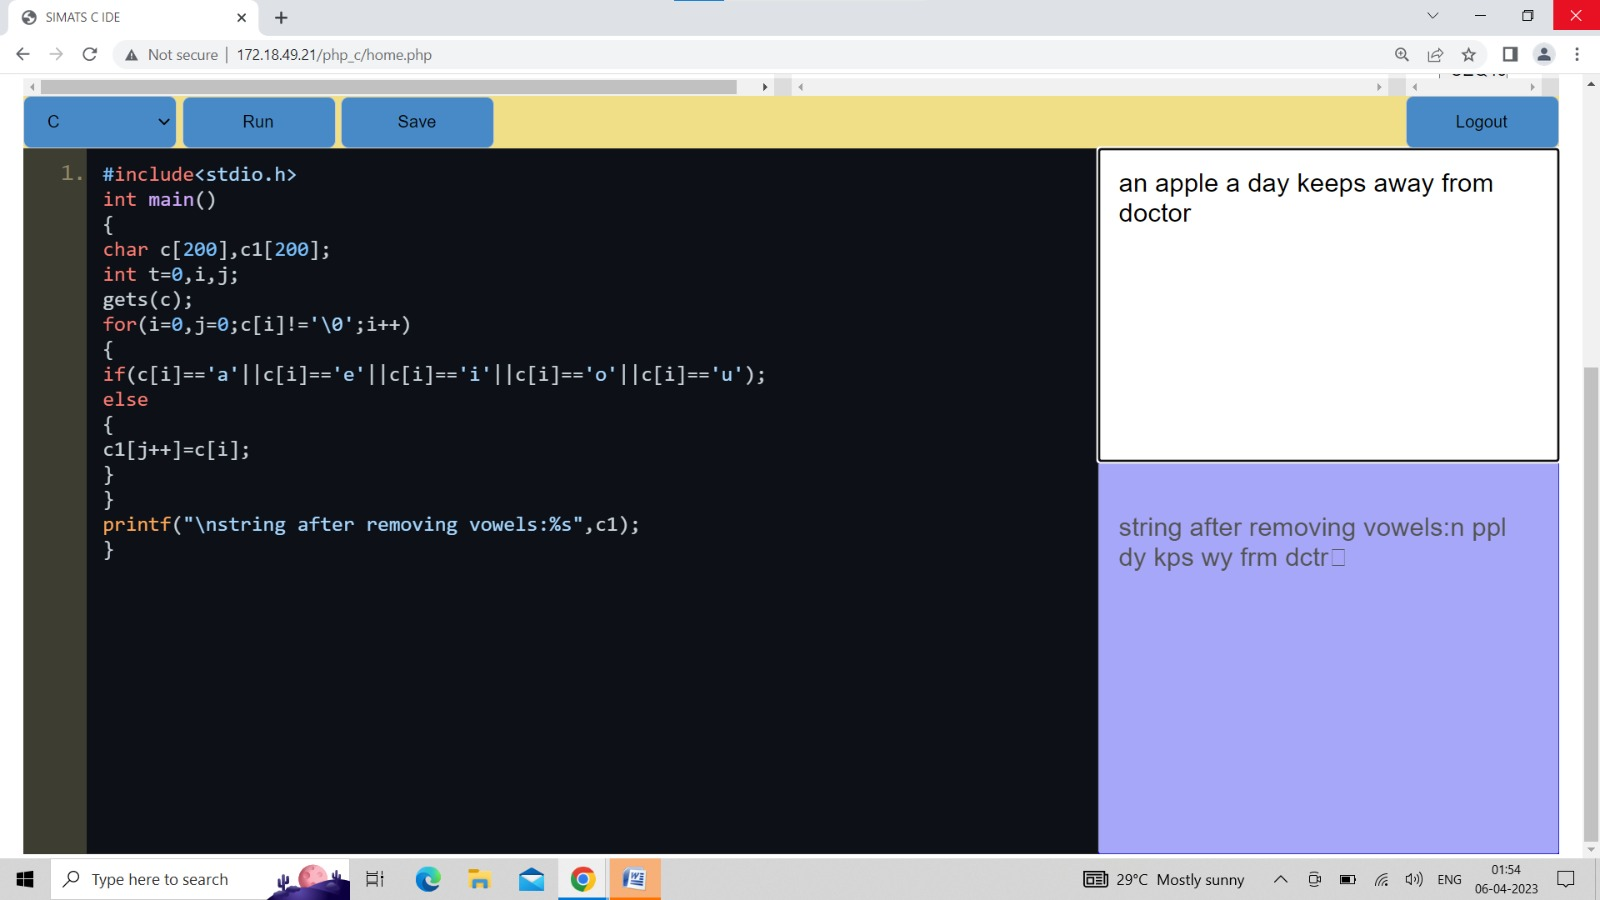 SIMATS C IDE
Not secure | 172.18.49.21/php_c/home.php
C
Run
Save
Logout
1.
#include<stdio.h>
int main()
{
char c[200],c1[200];
int t=0,i,j;
gets(c);
for(i=0,j=0;c[i]!='\0';i++)
{
if(c[i]=='a'||c[i]=='e'||c[i]=='i'||c[i]=='o'||c[i]=='u');
else
{
c1[j++]=c[i];
}
}
printf("\nstring after removing vowels:%s",c1);
}
an apple a day keeps away from
doctor
string after removing vowels:n ppl
dy kps wy frm dctr□
Type here to search
29°C Mostly sunny
ENG
01:54
06-04-2023